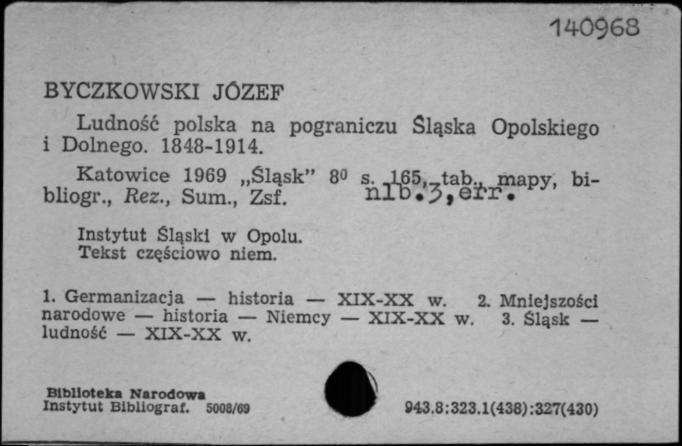 140968
BYCZKOWSKI JÓZEF
Ludność polska na pograniczu Śląska Opolskiego
i Dolnego. 1848-1914.
Katowice 1969 „Śląsk” 8⁰ s. 165, tab., mapy, bi-
bliogr., Rez., Sum., Zsf. nlb.3,err.
Instytut Śląski w Opolu.
Tekst częściowo niem.
1. Germanizacja — historia — XIX-XX w. 2. Mniejszości
narodowe — historia — Niemcy — XIX-XX w. 3. Śląsk —
ludność — XIX-XX w.
Biblioteka Narodowa
Instytut Bibliograf. 5008/69 943.8:323.1(438):327(430)